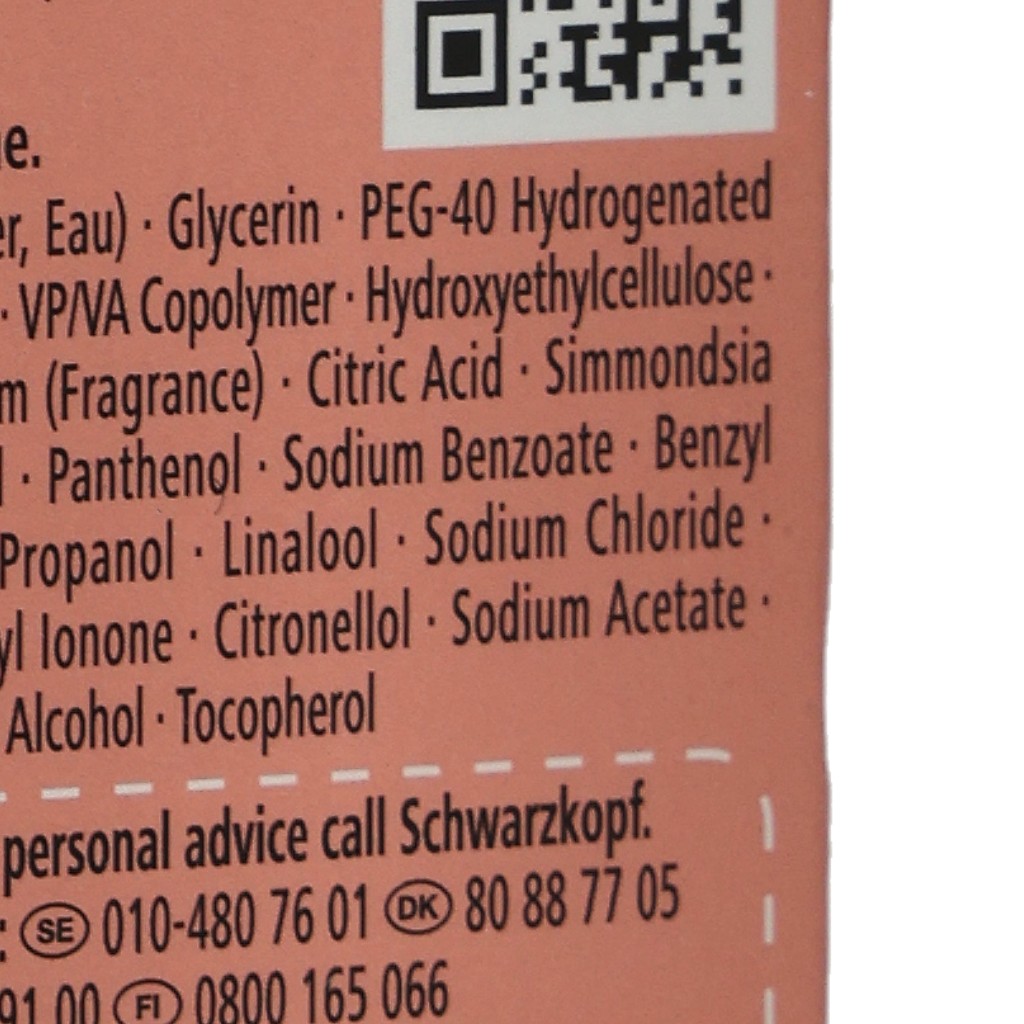 e.
er, Eau) · Glycerin · PEG-40 Hydrogenated
· VP/VA Copolymer · Hydroxyethylcellulose ·
m (Fragrance) · Citric Acid · Simmondsia
l · Panthenol · Sodium Benzoate · Benzyl
Propanol · Linalool · Sodium Chloride ·
yl Ionone · Citronellol · Sodium Acetate ·
Alcohol · Tocopherol
personal advice call Schwarzkopf.
: SE 010-480 76 01 DK 80 88 77 05
91 00 FI 0800 165 066